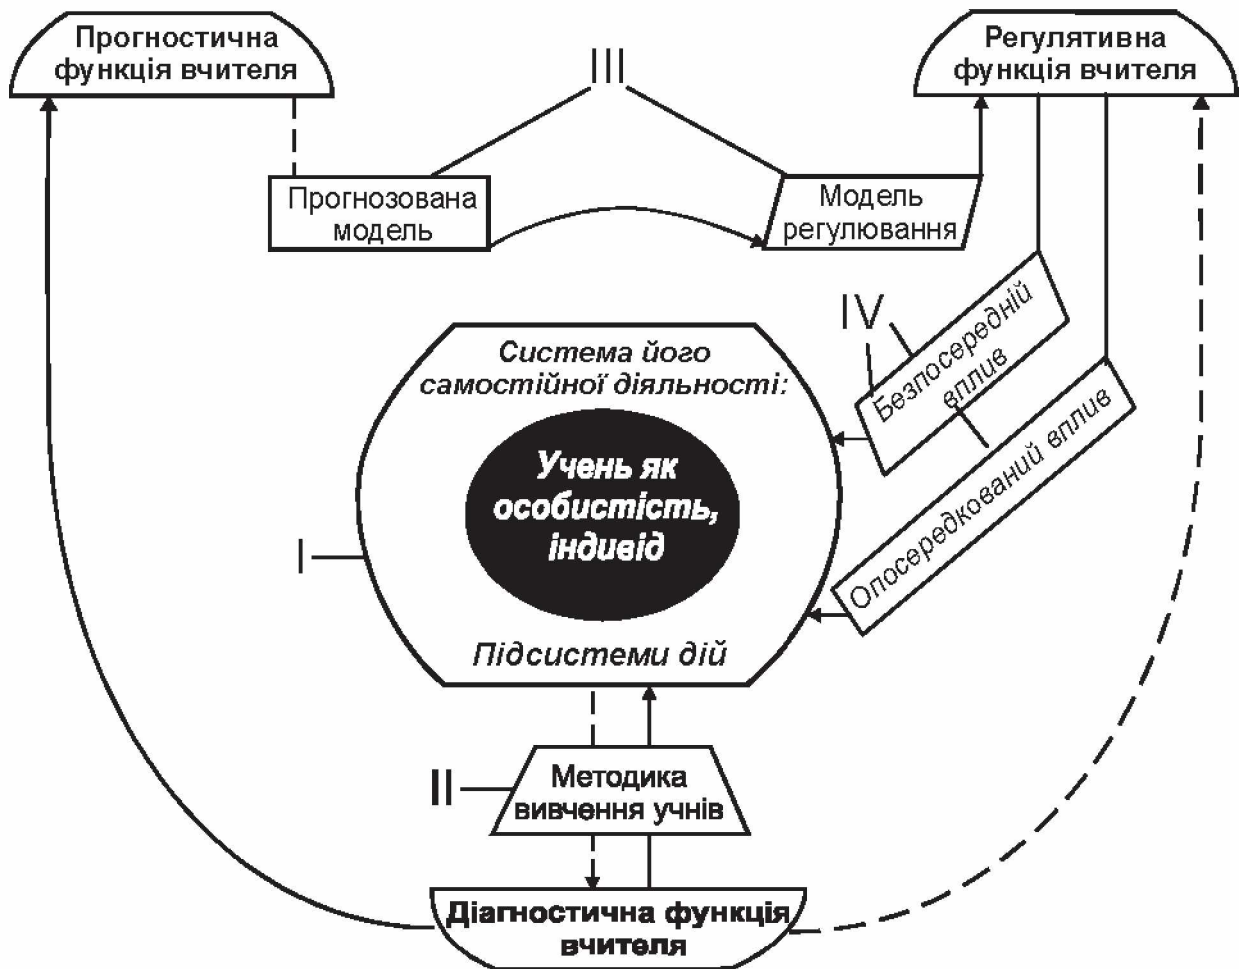 Прогностична
функція вчителя
III
Регулятивна
функція вчителя
Прогнозована
модель
Модель
регулювання
IV
Безпосередній
вплив
Опосередкований вплив
Система його
самостійної діяльності:
Учень як
особистість,
індивід
I
Підсистеми дій
II
Методика
вивчення учнів
Діагностична функція
вчителя